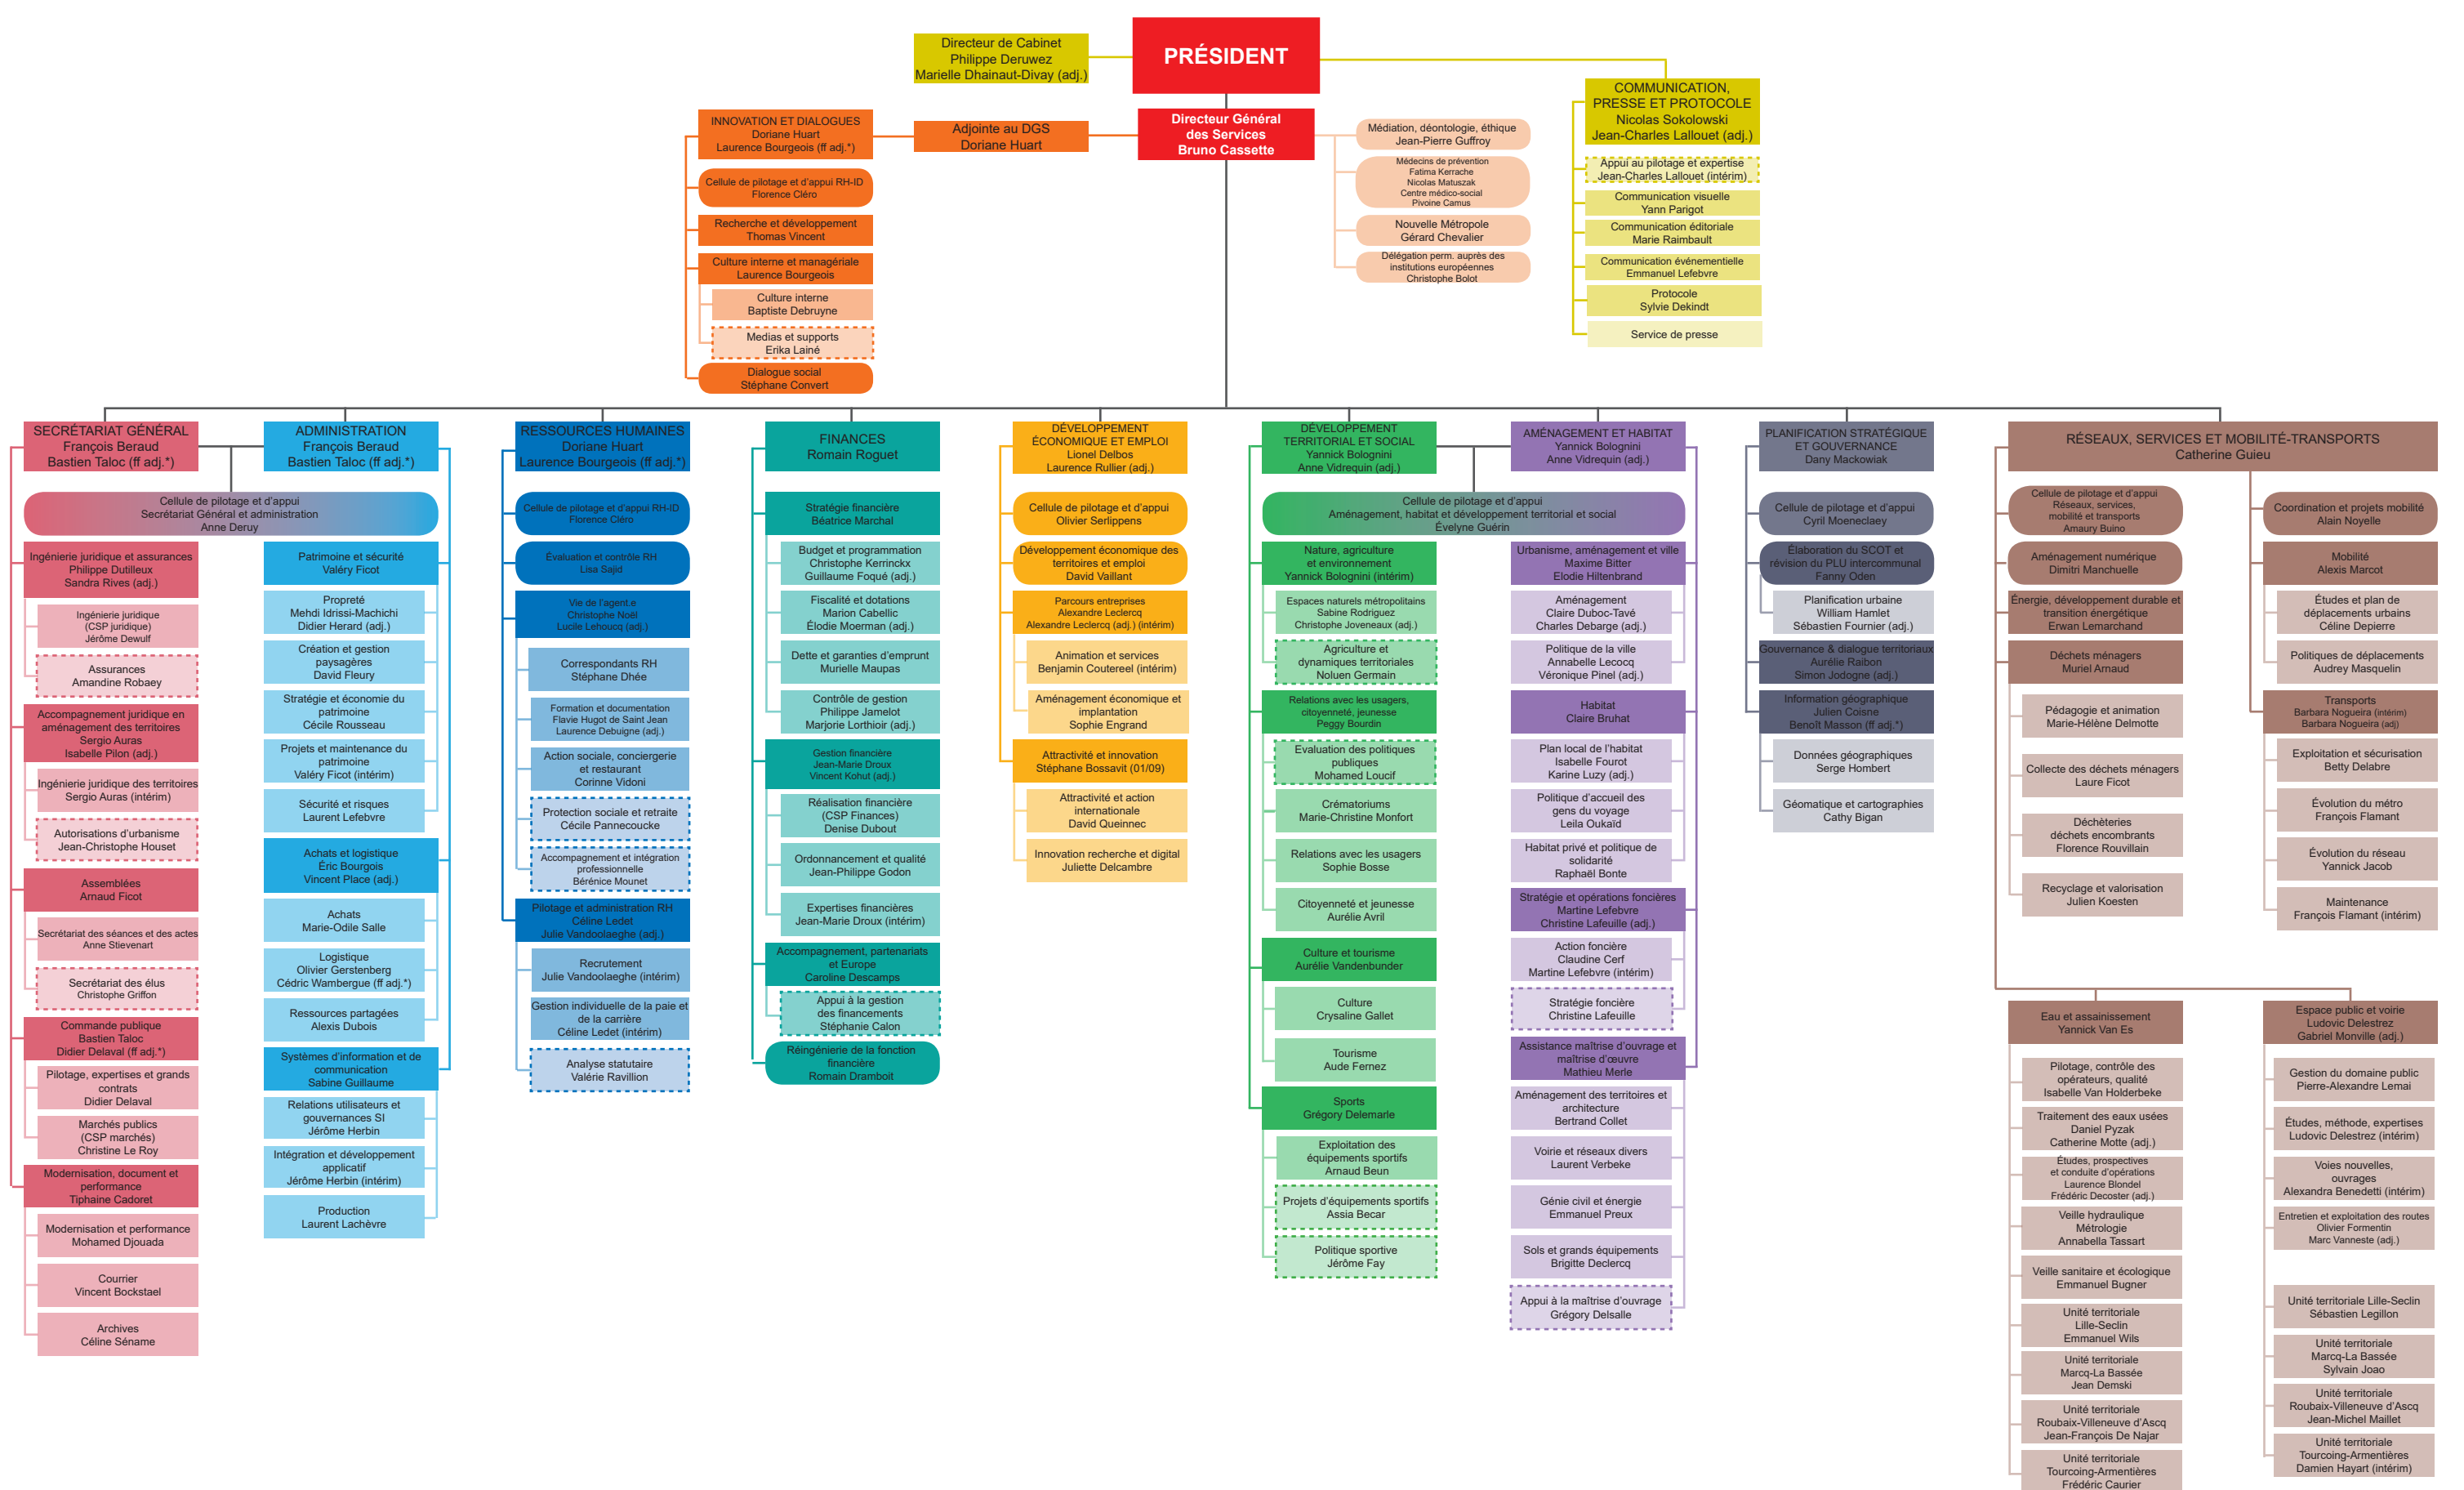 PRÉSIDENT
Directeur de Cabinet
Philippe Deruwez
Marielle Dhainaut-Divay (adj.)
COMMUNICATION,
PRESSE ET PROTOCOLE
Nicolas Sokolowski
Jean-Charles Lallouet (adj.)
Appui au pilotage et expertise
Jean-Charles Lallouet (intérim)
Communication visuelle
Yann Parigot
Communication éditoriale
Marie Raimbault
Communication événementielle
Emmanuel Lefebvre
Protocole
Sylvie Dekindt
Service de presse
Directeur Général
des Services
Bruno Cassette
Adjointe au DGS
Doriane Huart
INNOVATION ET DIALOGUES
Doriane Huart
Laurence Bourgeois (ff adj.*)
Cellule de pilotage et d'appui RH-ID
Florence Cléro
Recherche et développement
Thomas Vincent
Culture interne et managériale
Laurence Bourgeois
Culture interne
Baptiste Debruyne
Medias et supports
Erika Lainé
Dialogue social
Stéphane Convert
Médiation, déontologie, éthique
Jean-Pierre Guffroy
Médecins de prévention
Fatima Kerrache
Nicolas Matuszak
Centre médico-social
Pivoine Camus
Nouvelle Métropole
Gérard Chevalier
Délégation perm. auprès des
institutions européennes
Christophe Bolot
SECRÉTARIAT GÉNÉRAL
François Beraud
Bastien Taloc (ff adj.*)
ADMINISTRATION
François Beraud
Bastien Taloc (ff adj.*)
Cellule de pilotage et d'appui
Secrétariat Général et administration
Anne Deruy
Ingénierie juridique et assurances
Philippe Dutilleux
Sandra Rives (adj.)
Ingénierie juridique
(CSP juridique)
Jérôme Dewulf
Assurances
Amandine Robaey
Accompagnement juridique en
aménagement des territoires
Sergio Auras
Isabelle Pilon (adj.)
Ingénierie juridique des territoires
Sergio Auras (intérim)
Autorisations d'urbanisme
Jean-Christophe Houset
Assemblées
Arnaud Ficot
Secrétariat des séances et des actes
Anne Stievenart
Secrétariat des élus
Christophe Griffon
Commande publique
Bastien Taloc
Didier Delaval (ff adj.*)
Pilotage, expertises et grands
contrats
Didier Delaval
Marchés publics
(CSP marchés)
Christine Le Roy
Modernisation, document et
performance
Tiphaine Cadoret
Modernisation et performance
Mohamed Djouada
Courrier
Vincent Bockstael
Archives
Céline Séname
Patrimoine et sécurité
Valéry Ficot
Propreté
Mehdi Idrissi-Machichi
Didier Herard (adj.)
Création et gestion
paysagères
David Fleury
Stratégie et économie du
patrimoine
Cécile Rousseau
Projets et maintenance du
patrimoine
Valéry Ficot (intérim)
Sécurité et risques
Laurent Lefebvre
Achats et logistique
Éric Bourgois
Vincent Place (adj.)
Achats
Marie-Odile Salle
Logistique
Olivier Gerstenberg
Cédric Wambergue (ff adj.*)
Ressources partagées
Alexis Dubois
Systèmes d'information et de
communication
Sabine Guillaume
Relations utilisateurs et
gouvernances SI
Jérôme Herbin
Intégration et développement
applicatif
Jérôme Herbin (intérim)
Production
Laurent Lachèvre
RESSOURCES HUMAINES
Doriane Huart
Laurence Bourgeois (ff adj.*)
Cellule de pilotage et d'appui RH-ID
Florence Cléro
Évaluation et contrôle RH
Lisa Sajid
Vie de l'agent.e
Christophe Noël
Lucile Lehoucq (adj.)
Correspondants RH
Stéphane Dhée
Formation et documentation
Flavie Hugot de Saint Jean
Laurence Debuigne (adj.)
Action sociale, conciergerie
et restaurant
Corinne Vidoni
Protection sociale et retraite
Cécile Pannecoucke
Accompagnement et intégration
professionnelle
Bérénice Mounet
Pilotage et administration RH
Céline Ledet
Julie Vandoolaeghe (adj.)
Recrutement
Julie Vandoolaeghe (intérim)
Gestion individuelle de la paie et
de la carrière
Céline Ledet (intérim)
Analyse statutaire
Valérie Ravillion
FINANCES
Romain Roguet
Stratégie financière
Béatrice Marchal
Budget et programmation
Christophe Kerrinckx
Guillaume Foqué (adj.)
Fiscalité et dotations
Marion Cabellic
Élodie Moerman (adj.)
Dette et garanties d'emprunt
Murielle Maupas
Contrôle de gestion
Philippe Jamelot
Marjorie Lorthioir (adj.)
Gestion financière
Jean-Marie Droux
Vincent Kohut (adj.)
Réalisation financière
(CSP Finances)
Denise Dubout
Ordonnancement et qualité
Jean-Philippe Godon
Expertises financières
Jean-Marie Droux (intérim)
Accompagnement, partenariats
et Europe
Caroline Descamps
Appui à la gestion
des financements
Stéphanie Calon
Réingénierie de la fonction
financière
Romain Dramboit
DÉVELOPPEMENT
ÉCONOMIQUE ET EMPLOI
Lionel Delbos
Laurence Rullier (adj.)
Cellule de pilotage et d'appui
Olivier Serlippens
Développement économique des
territoires et emploi
David Vaillant
Parcours entreprises
Alexandre Leclercq
Alexandre Leclercq (adj.) (intérim)
Animation et services
Benjamin Coutereel (intérim)
Aménagement économique et
implantation
Sophie Engrand
Attractivité et innovation
Stéphane Bossavit (01/09)
Attractivité et action
internationale
David Queinnec
Innovation recherche et digital
Juliette Delcambre
DÉVELOPPEMENT
TERRITORIAL ET SOCIAL
Yannick Bolognini
Anne Vidrequin (adj.)
AMÉNAGEMENT ET HABITAT
Yannick Bolognini
Anne Vidrequin (adj.)
Cellule de pilotage et d'appui
Aménagement, habitat et développement territorial et social
Évelyne Guérin
Nature, agriculture
et environnement
Yannick Bolognini (intérim)
Espaces naturels métropolitains
Sabine Rodriguez
Christophe Joveneaux (adj.)
Agriculture et
dynamiques territoriales
Noluen Germain
Relations avec les usagers,
citoyenneté, jeunesse
Peggy Bourdin
Evaluation des politiques
publiques
Mohamed Loucif
Crématoriums
Marie-Christine Monfort
Relations avec les usagers
Sophie Bosse
Citoyenneté et jeunesse
Aurélie Avril
Culture et tourisme
Aurélie Vandenbunder
Culture
Crysaline Gallet
Tourisme
Aude Fernez
Sports
Grégory Delemarle
Exploitation des
équipements sportifs
Arnaud Beun
Projets d'équipements sportifs
Assia Becar
Politique sportive
Jérôme Fay
Urbanisme, aménagement et ville
Maxime Bitter
Elodie Hiltenbrand
Aménagement
Claire Duboc-Tavé
Charles Debarge (adj.)
Politique de la ville
Annabelle Lecocq
Véronique Pinel (adj.)
Habitat
Claire Bruhat
Plan local de l'habitat
Isabelle Fourot
Karine Luzy (adj.)
Politique d'accueil des
gens du voyage
Leila Oukaïd
Habitat privé et politique de
solidarité
Raphaël Bonte
Stratégie et opérations foncières
Martine Lefebvre
Christine Lafeuille (adj.)
Action foncière
Claudine Cerf
Martine Lefebvre (intérim)
Stratégie foncière
Christine Lafeuille
Assistance maîtrise d'ouvrage et
maîtrise d'œuvre
Mathieu Merle
Aménagement des territoires et
architecture
Bertrand Collet
Voirie et réseaux divers
Laurent Verbeke
Génie civil et énergie
Emmanuel Preux
Sols et grands équipements
Brigitte Declercq
Appui à la maîtrise d'ouvrage
Grégory Delsalle
PLANIFICATION STRATÉGIQUE
ET GOUVERNANCE
Dany Mackowiak
Cellule de pilotage et d'appui
Cyril Moeneclaey
Élaboration du SCOT et
révision du PLU intercommunal
Fanny Oden
Planification urbaine
William Hamlet
Sébastien Fournier (adj.)
Gouvernance & dialogue territoriaux
Aurélie Raibon
Simon Jodogne (adj.)
Information géographique
Julien Coisne
Benoît Masson (ff adj.*)
Données géographiques
Serge Hombert
Géomatique et cartographies
Cathy Bigan
RÉSEAUX, SERVICES ET MOBILITÉ-TRANSPORTS
Catherine Guieu
Cellule de pilotage et d'appui
Réseaux, services,
mobilité et transports
Amaury Buino
Aménagement numérique
Dimitri Manchuelle
Énergie, développement durable et
transition énergétique
Erwan Lemarchand
Déchets ménagers
Muriel Arnaud
Pédagogie et animation
Marie-Hélène Delmotte
Collecte des déchets ménagers
Laure Ficot
Déchèteries
déchets encombrants
Florence Rouvillain
Recyclage et valorisation
Julien Koesten
Coordination et projets mobilité
Alain Noyelle
Mobilité
Alexis Marcot
Études et plan de
déplacements urbains
Céline Depierre
Politiques de déplacements
Audrey Masquelin
Transports
Barbara Nogueira (intérim)
Barbara Nogueira (adj)
Exploitation et sécurisation
Betty Delabre
Évolution du métro
François Flamant
Évolution du réseau
Yannick Jacob
Maintenance
François Flamant (intérim)
Eau et assainissement
Yannick Van Es
Pilotage, contrôle des
opérateurs, qualité
Isabelle Van Holderbeke
Traitement des eaux usées
Daniel Pyzak
Catherine Motte (adj.)
Études, prospectives
et conduite d'opérations
Laurence Blondel
Frédéric Decoster (adj.)
Veille hydraulique
Métrologie
Annabella Tassart
Veille sanitaire et écologique
Emmanuel Bugner
Unité territoriale
Lille-Seclin
Emmanuel Wils
Unité territoriale
Marcq-La Bassée
Jean Demski
Unité territoriale
Roubaix-Villeneuve d'Ascq
Jean-François De Najar
Unité territoriale
Tourcoing-Armentières
Frédéric Caurier
Espace public et voirie
Ludovic Delestrez
Gabriel Monville (adj.)
Gestion du domaine public
Pierre-Alexandre Lemai
Études, méthode, expertises
Ludovic Delestrez (intérim)
Voies nouvelles,
ouvrages
Alexandra Benedetti (intérim)
Entretien et exploitation des routes
Olivier Formentin
Marc Vanneste (adj.)
Unité territoriale Lille-Seclin
Sébastien Legillon
Unité territoriale
Marcq-La Bassée
Sylvain Joao
Unité territoriale
Roubaix-Villeneuve d'Ascq
Jean-Michel Maillet
Unité territoriale
Tourcoing-Armentières
Damien Hayart (intérim)